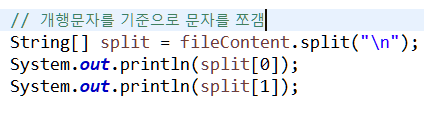 // 개행문자를 기준으로 문자를 쪼갬
String[] split = fileContent.split("\n");
System.out.println(split[0]);
System.out.println(split[1]);